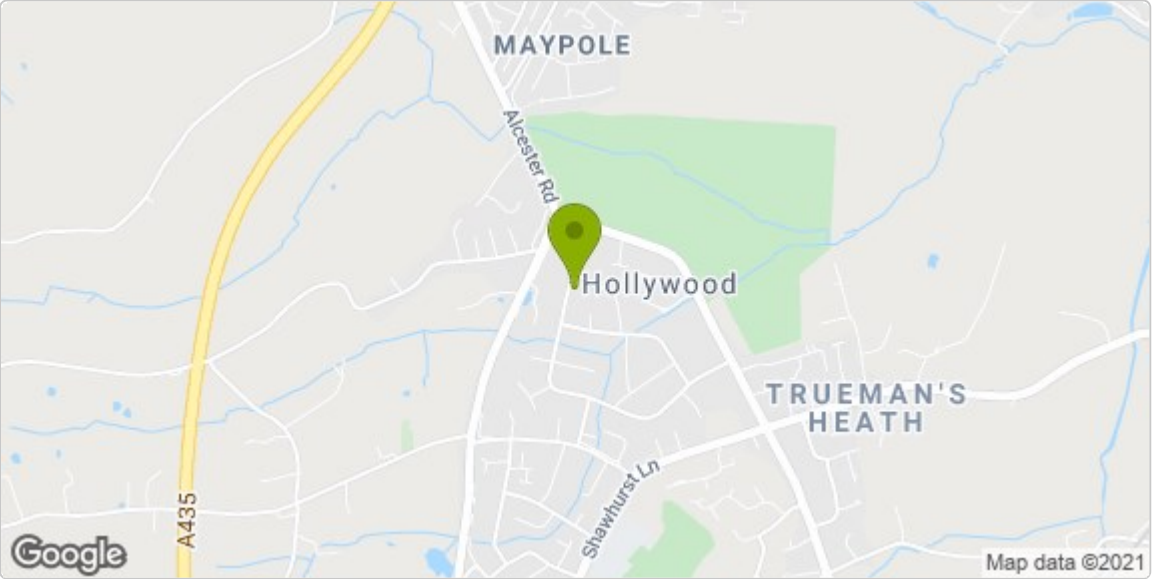 MAYPOLE
Alcester Rd
Hollywood
TRUEMAN'S
HEATH
Shawhurst Ln
A435
Google
Map data ©2021